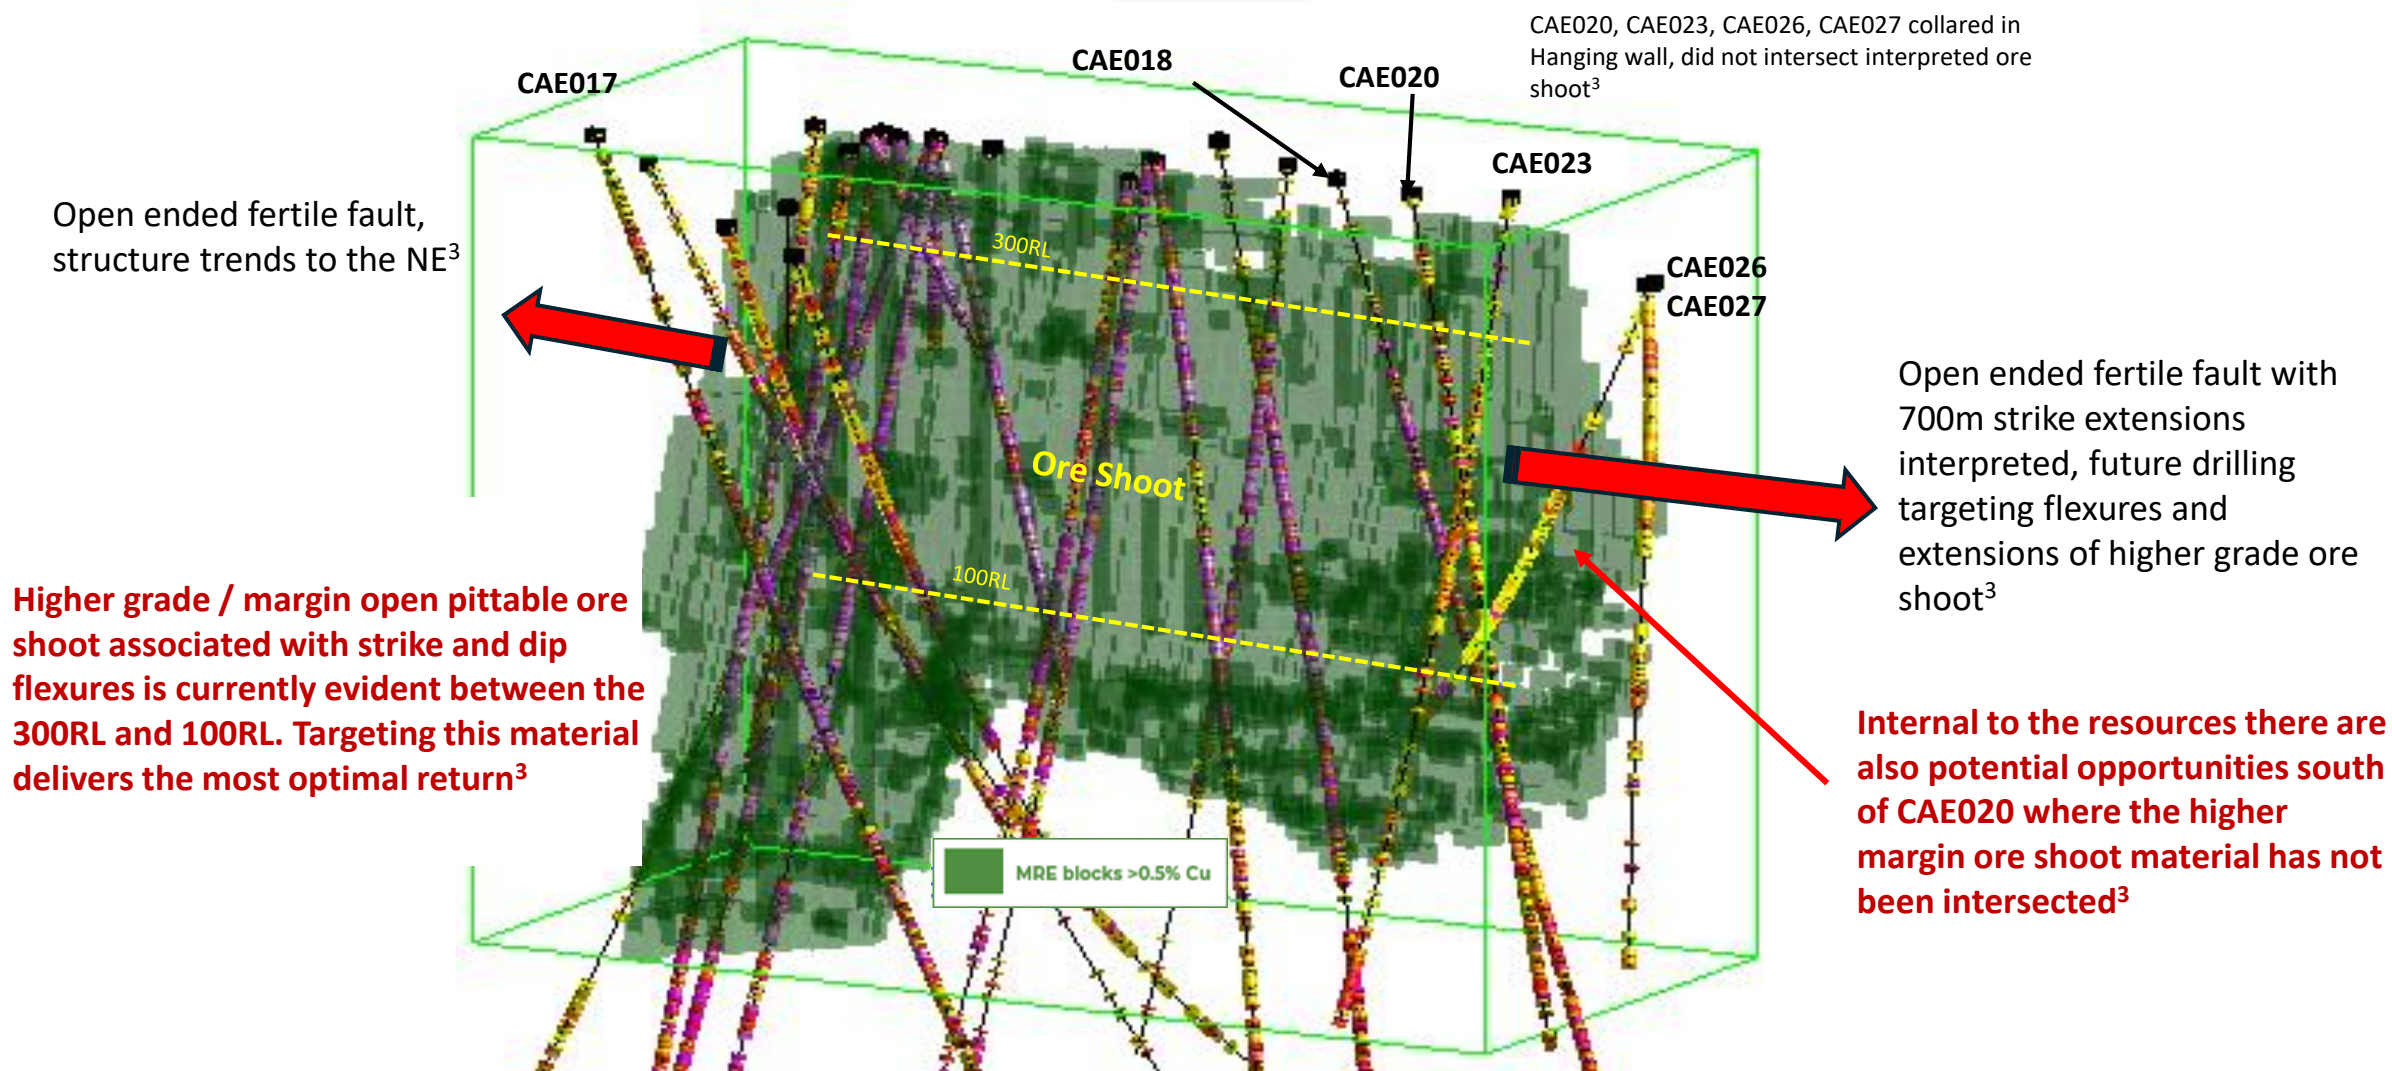 CAE020, CAE023, CAE026, CAE027 collared in
Hanging wall, did not intersect interpreted ore
shoot³
CAE017
CAE018
CAE020
CAE023
CAE026
CAE027
Open ended fertile fault,
structure trends to the NE³
300RL
Ore Shoot
100RL
Open ended fertile fault with
700m strike extensions
interpreted, future drilling
targeting flexures and
extensions of higher grade ore
shoot³
Higher grade / margin open pittable ore
shoot associated with strike and dip
flexures is currently evident between the
300RL and 100RL. Targeting this material
delivers the most optimal return³
Internal to the resources there are
also potential opportunities south
of CAE020 where the higher
margin ore shoot material has not
been intersected³
MRE blocks >0.5% Cu